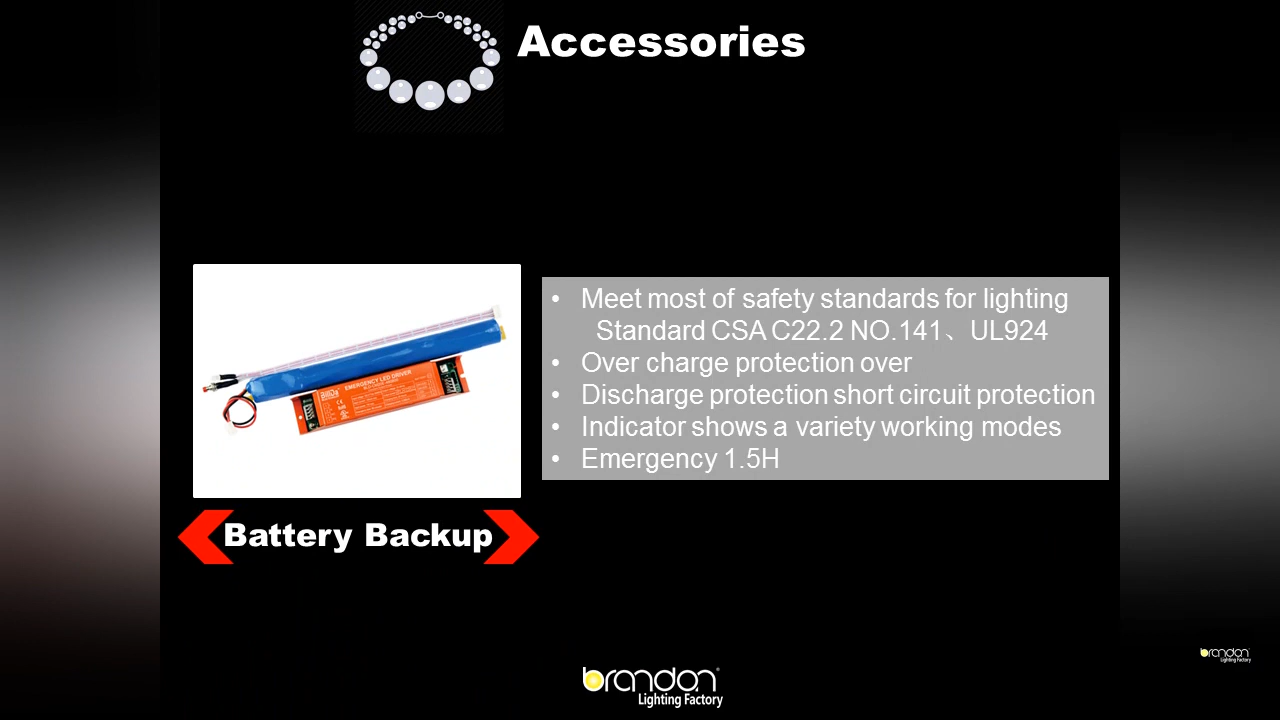 Accessories
• Meet most of safety standards for lighting
Standard CSA C22.2 NO.141、UL924
• Over charge protection over
• Discharge protection short circuit protection
• Indicator shows a variety working modes
• Emergency 1.5H
EMERGENCY LED DRIVER
Battery Backup
brandon
Lighting Factory
brandon
Lighting Factory